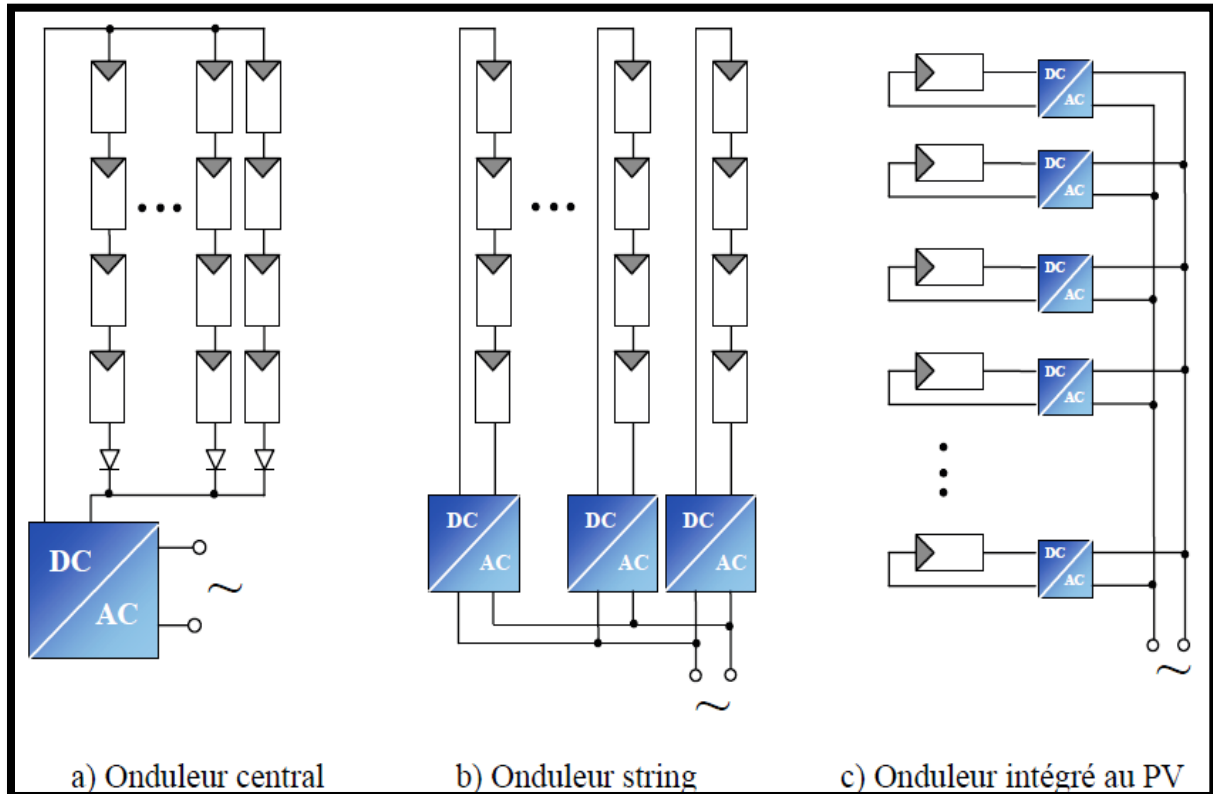 DC
AC
DC
AC
DC
AC
DC
AC
DC
AC
DC
AC
DC
AC
DC
AC
DC
AC
~
~
~
a) Onduleur central
b) Onduleur string
c) Onduleur intégré au PV